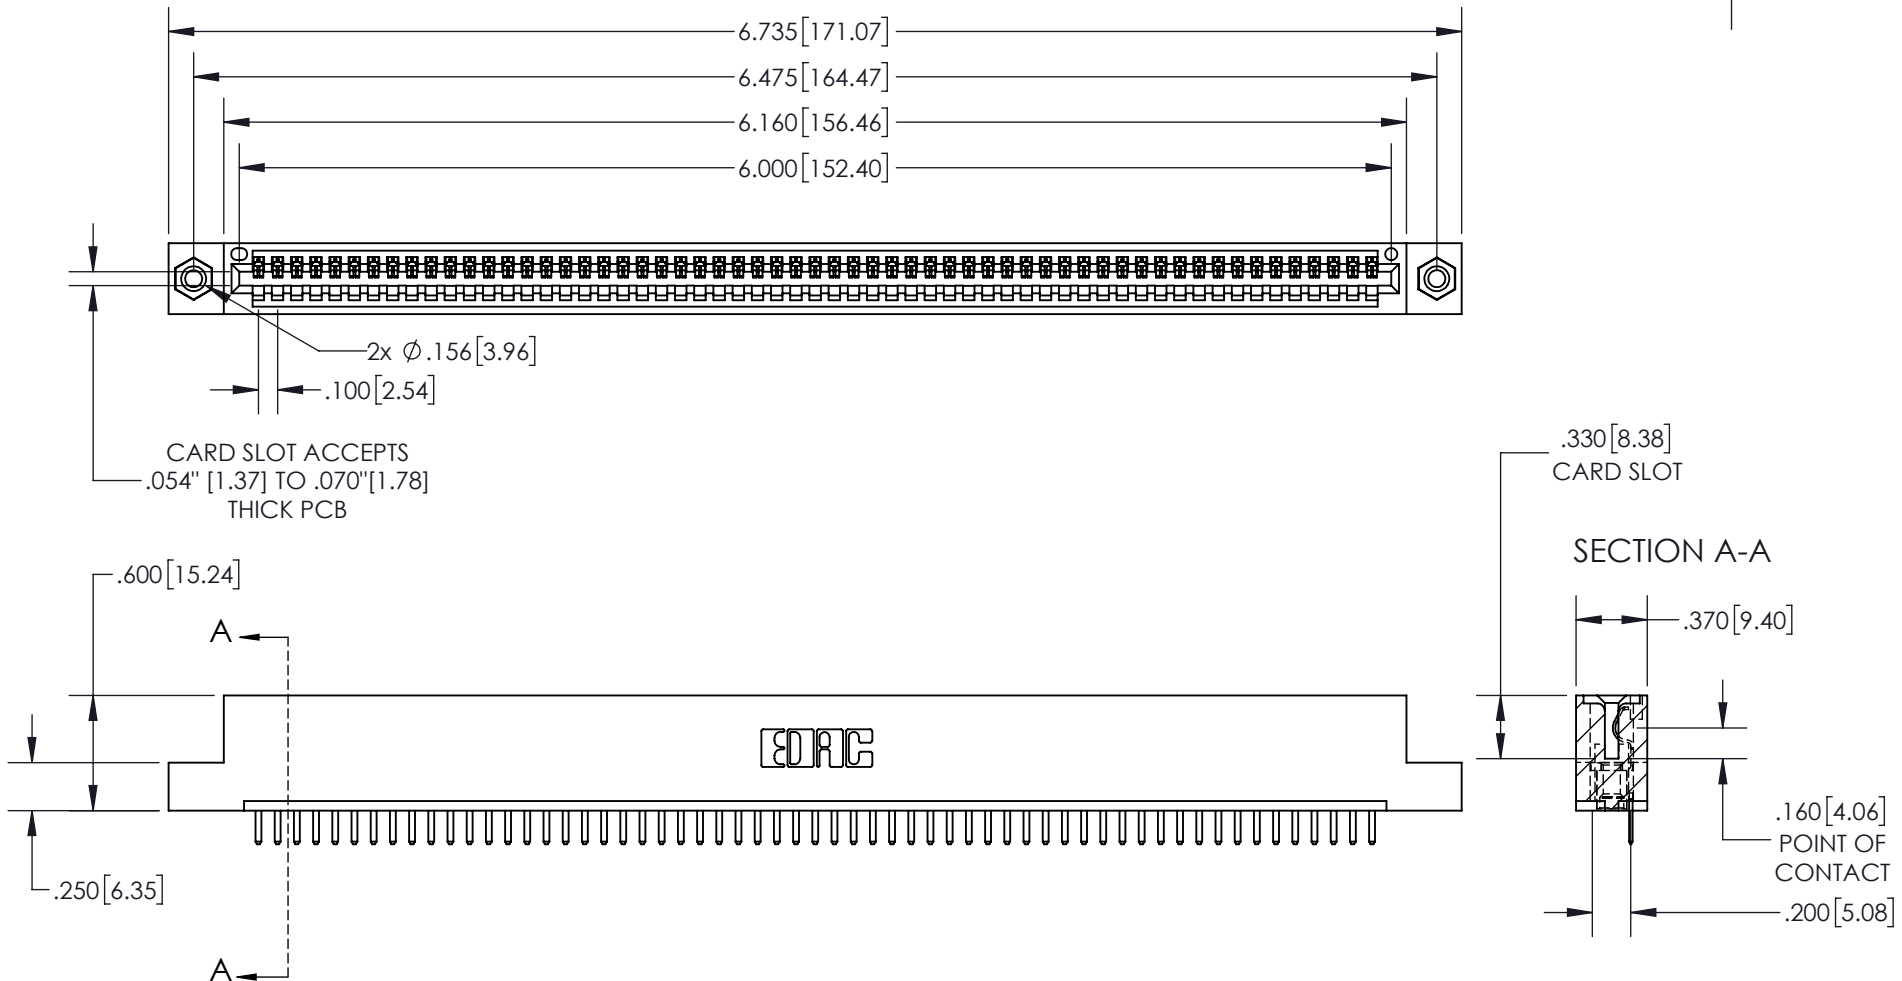 6.735[171.07]
6.475[164.47]
6.160[156.46]
6.000[152.40]
2x Ø.156[3.96]
.100[2.54]
CARD SLOT ACCEPTS
.054" [1.37] TO .070"[1.78]
THICK PCB
.330[8.38]
CARD SLOT
SECTION A-A
.600[15.24]
.370[9.40]
A
EDAC
.160[4.06]
POINT OF
CONTACT
.250[6.35]
.200[5.08]
A